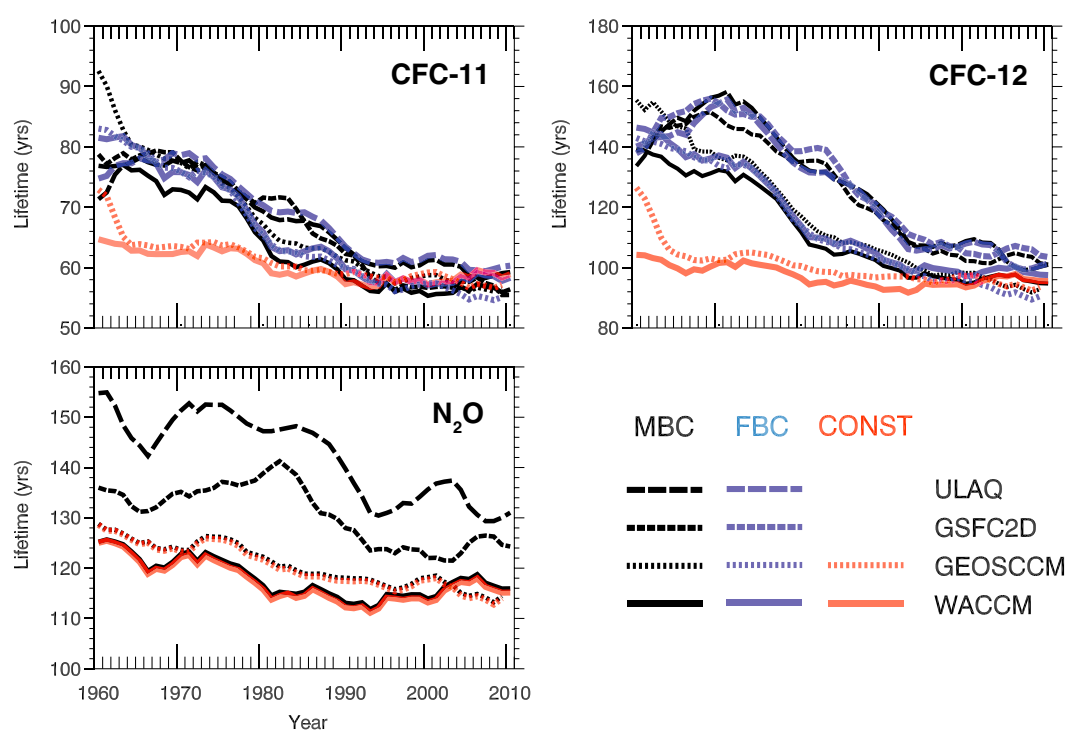 CFC-11
Lifetime (yrs)
100
90
80
70
60
50
CFC-12
Lifetime (yrs)
180
160
140
120
100
80
N2O
Lifetime (yrs)
160
150
140
130
120
110
100
1960 1970 1980 1990 2000 2010
Year
MBC FBC CONST
ULAQ
GSFC2D
GEOSCCM
WACCM